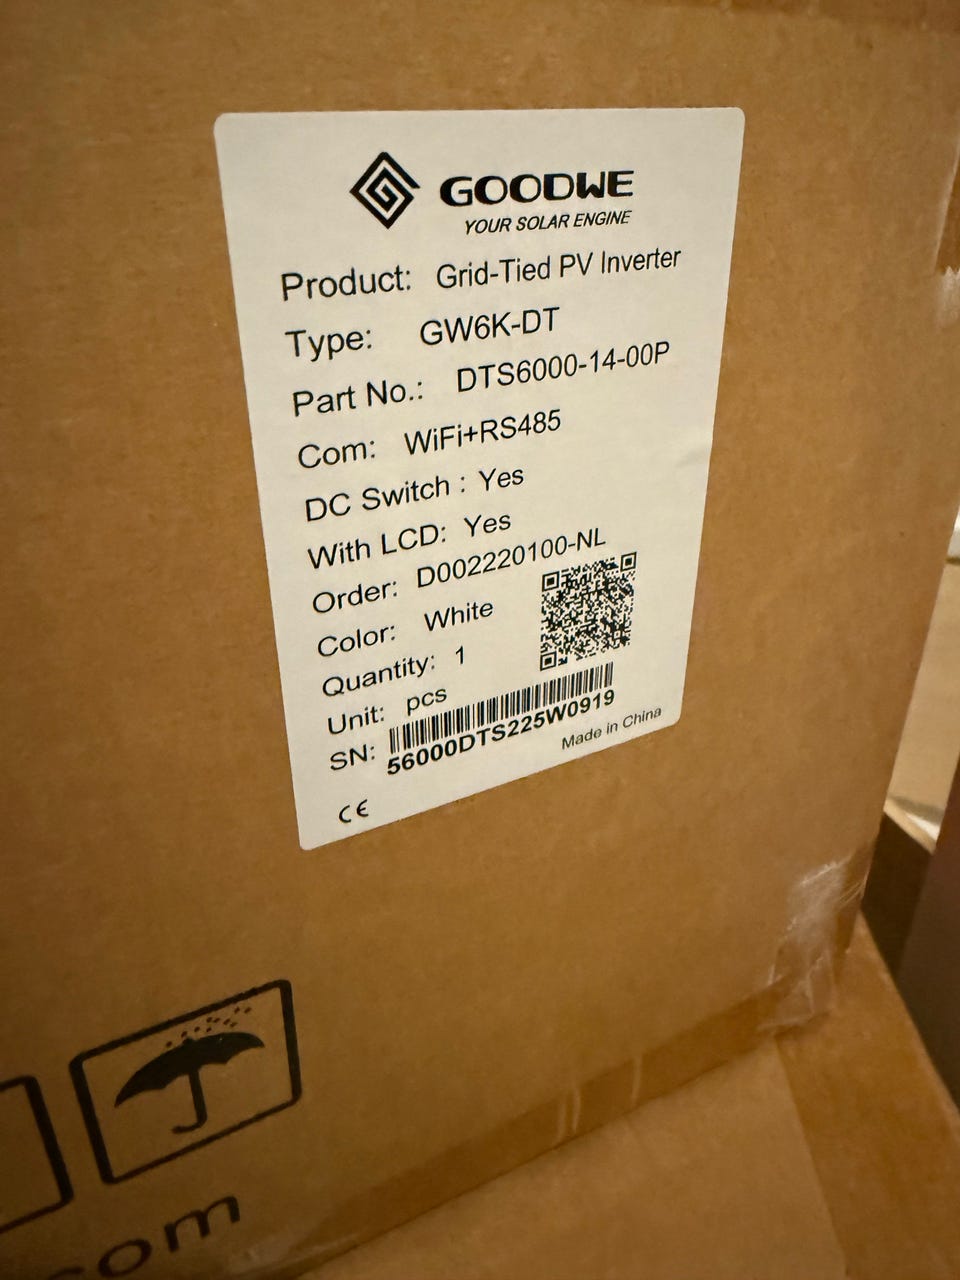 GOODWE
YOUR SOLAR ENGINE
Product: Grid-Tied PV Inverter
Type: GW6K-DT
Part No.: DTS6000-14-00P
Com: WiFi+RS485
DC Switch : Yes
With LCD: Yes
Order: D002220100-NL
Color: White
Quantity: 1
Unit: pcs
SN: 56000DTS225W0919
Made in China
CE
com